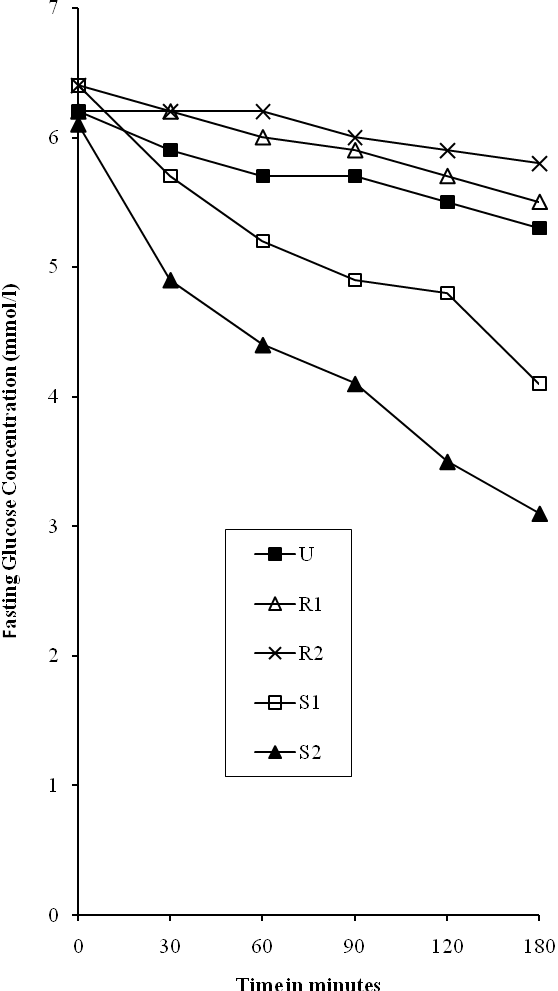 7
6
5
4
3
2
1
0
Fasting Glucose Concentration (mmol/l)
U
R1
R2
S1
S2
0 30 60 90 120 180
Time in minutes